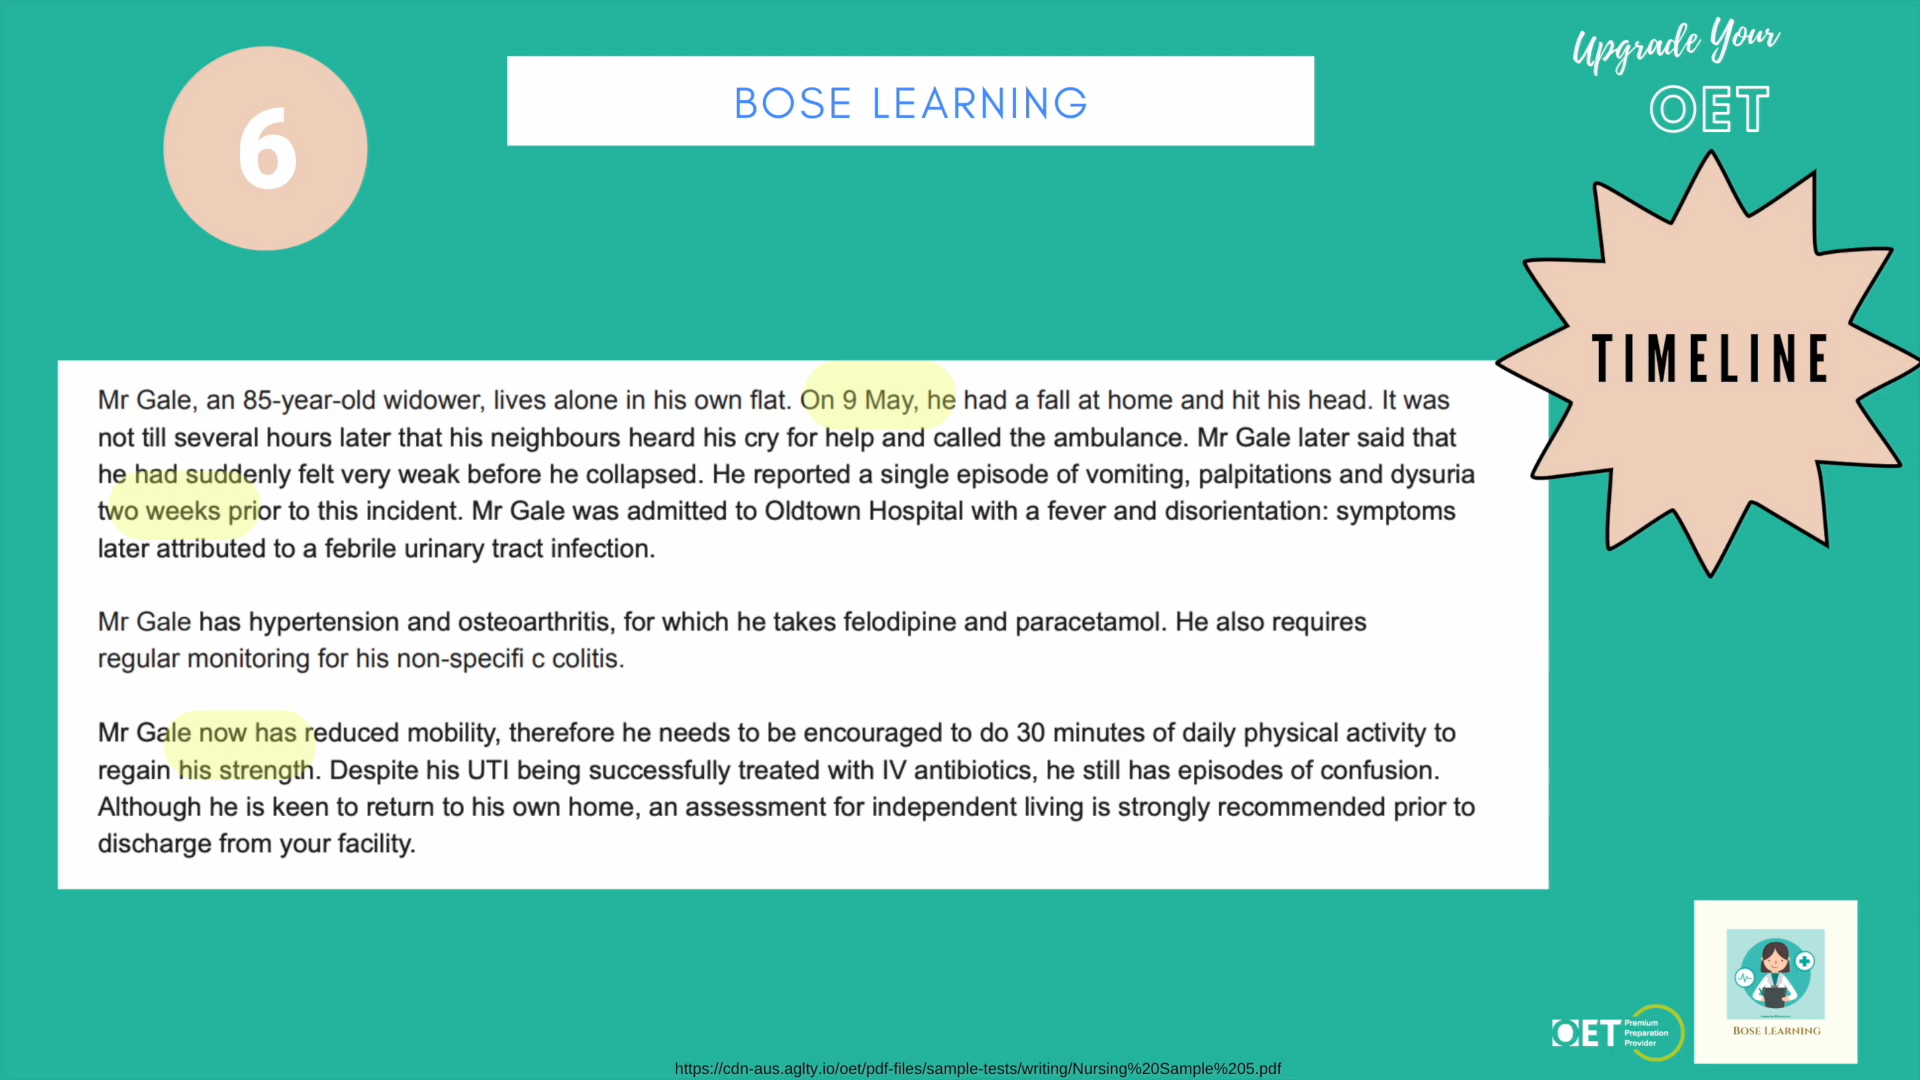 6
BOSE LEARNING
Upgrade Your
OET
TIMELINE
Mr Gale, an 85-year-old widower, lives alone in his own flat. On 9 May, he had a fall at home and hit his head. It was
not till several hours later that his neighbours heard his cry for help and called the ambulance. Mr Gale later said that
he had suddenly felt very weak before he collapsed. He reported a single episode of vomiting, palpitations and dysuria
two weeks prior to this incident. Mr Gale was admitted to Oldtown Hospital with a fever and disorientation: symptoms
later attributed to a febrile urinary tract infection.
Mr Gale has hypertension and osteoarthritis, for which he takes felodipine and paracetamol. He also requires
regular monitoring for his non-specifi c colitis.
Mr Gale now has reduced mobility, therefore he needs to be encouraged to do 30 minutes of daily physical activity to
regain his strength. Despite his UTI being successfully treated with IV antibiotics, he still has episodes of confusion.
Although he is keen to return to his own home, an assessment for independent living is strongly recommended prior to
discharge from your facility.
OET Premium
Preparation
Provider
BOSE LEARNING
https://cdn-aus.aglty.io/oet/pdf-files/sample-tests/writing/Nursing%20Sample%205.pdf